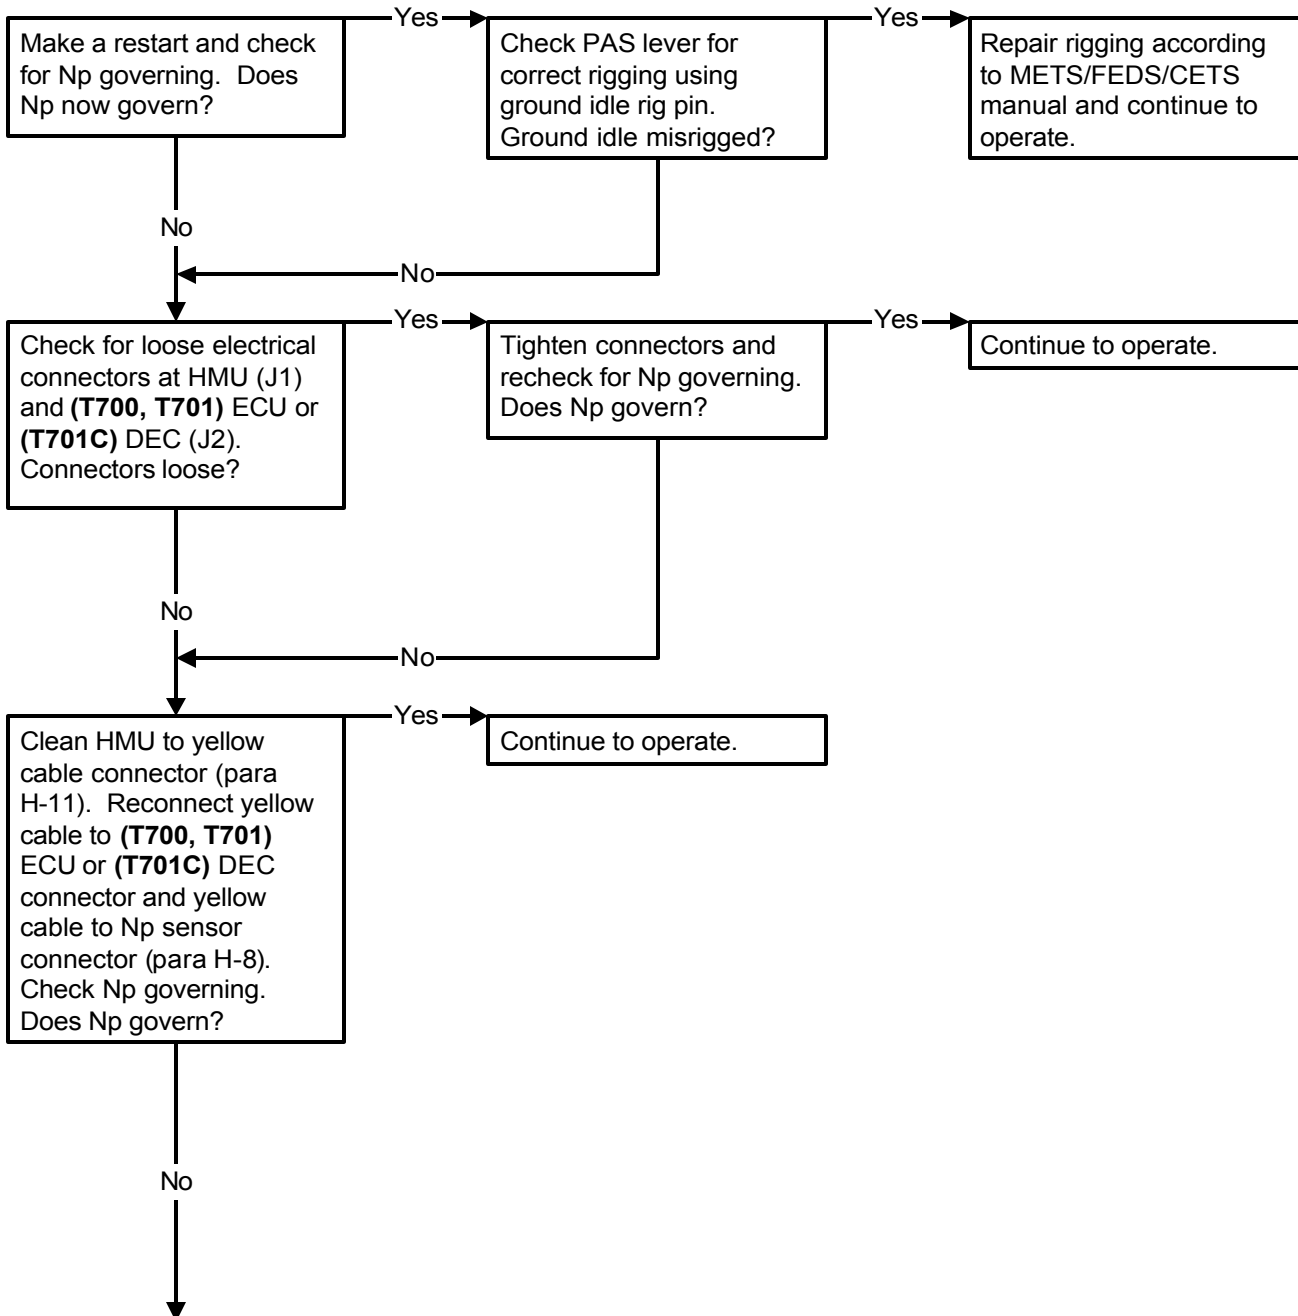 Yes
Yes
Make a restart and check
for Np governing.  Does
Np now govern?
Check PAS lever for
correct rigging using
ground idle rig pin.
Ground idle misrigged?
Repair rigging according
to METS/FEDS/CETS
manual and continue to
operate.
No
No
Yes
Yes
Check for loose electrical
connectors at HMU (J1)
and (T700, T701) ECU or
(T701C) DEC (J2).
Connectors loose?
Tighten connectors and
recheck for Np governing.
Does Np govern?
Continue to operate.
No
No
Yes
Clean HMU to yellow
cable connector (para
H-11).  Reconnect yellow
cable to (T700, T701)
ECU or (T701C) DEC
connector and yellow
cable to Np sensor
connector (para H-8).
Check Np governing.
Does Np govern?
Continue to operate.
No